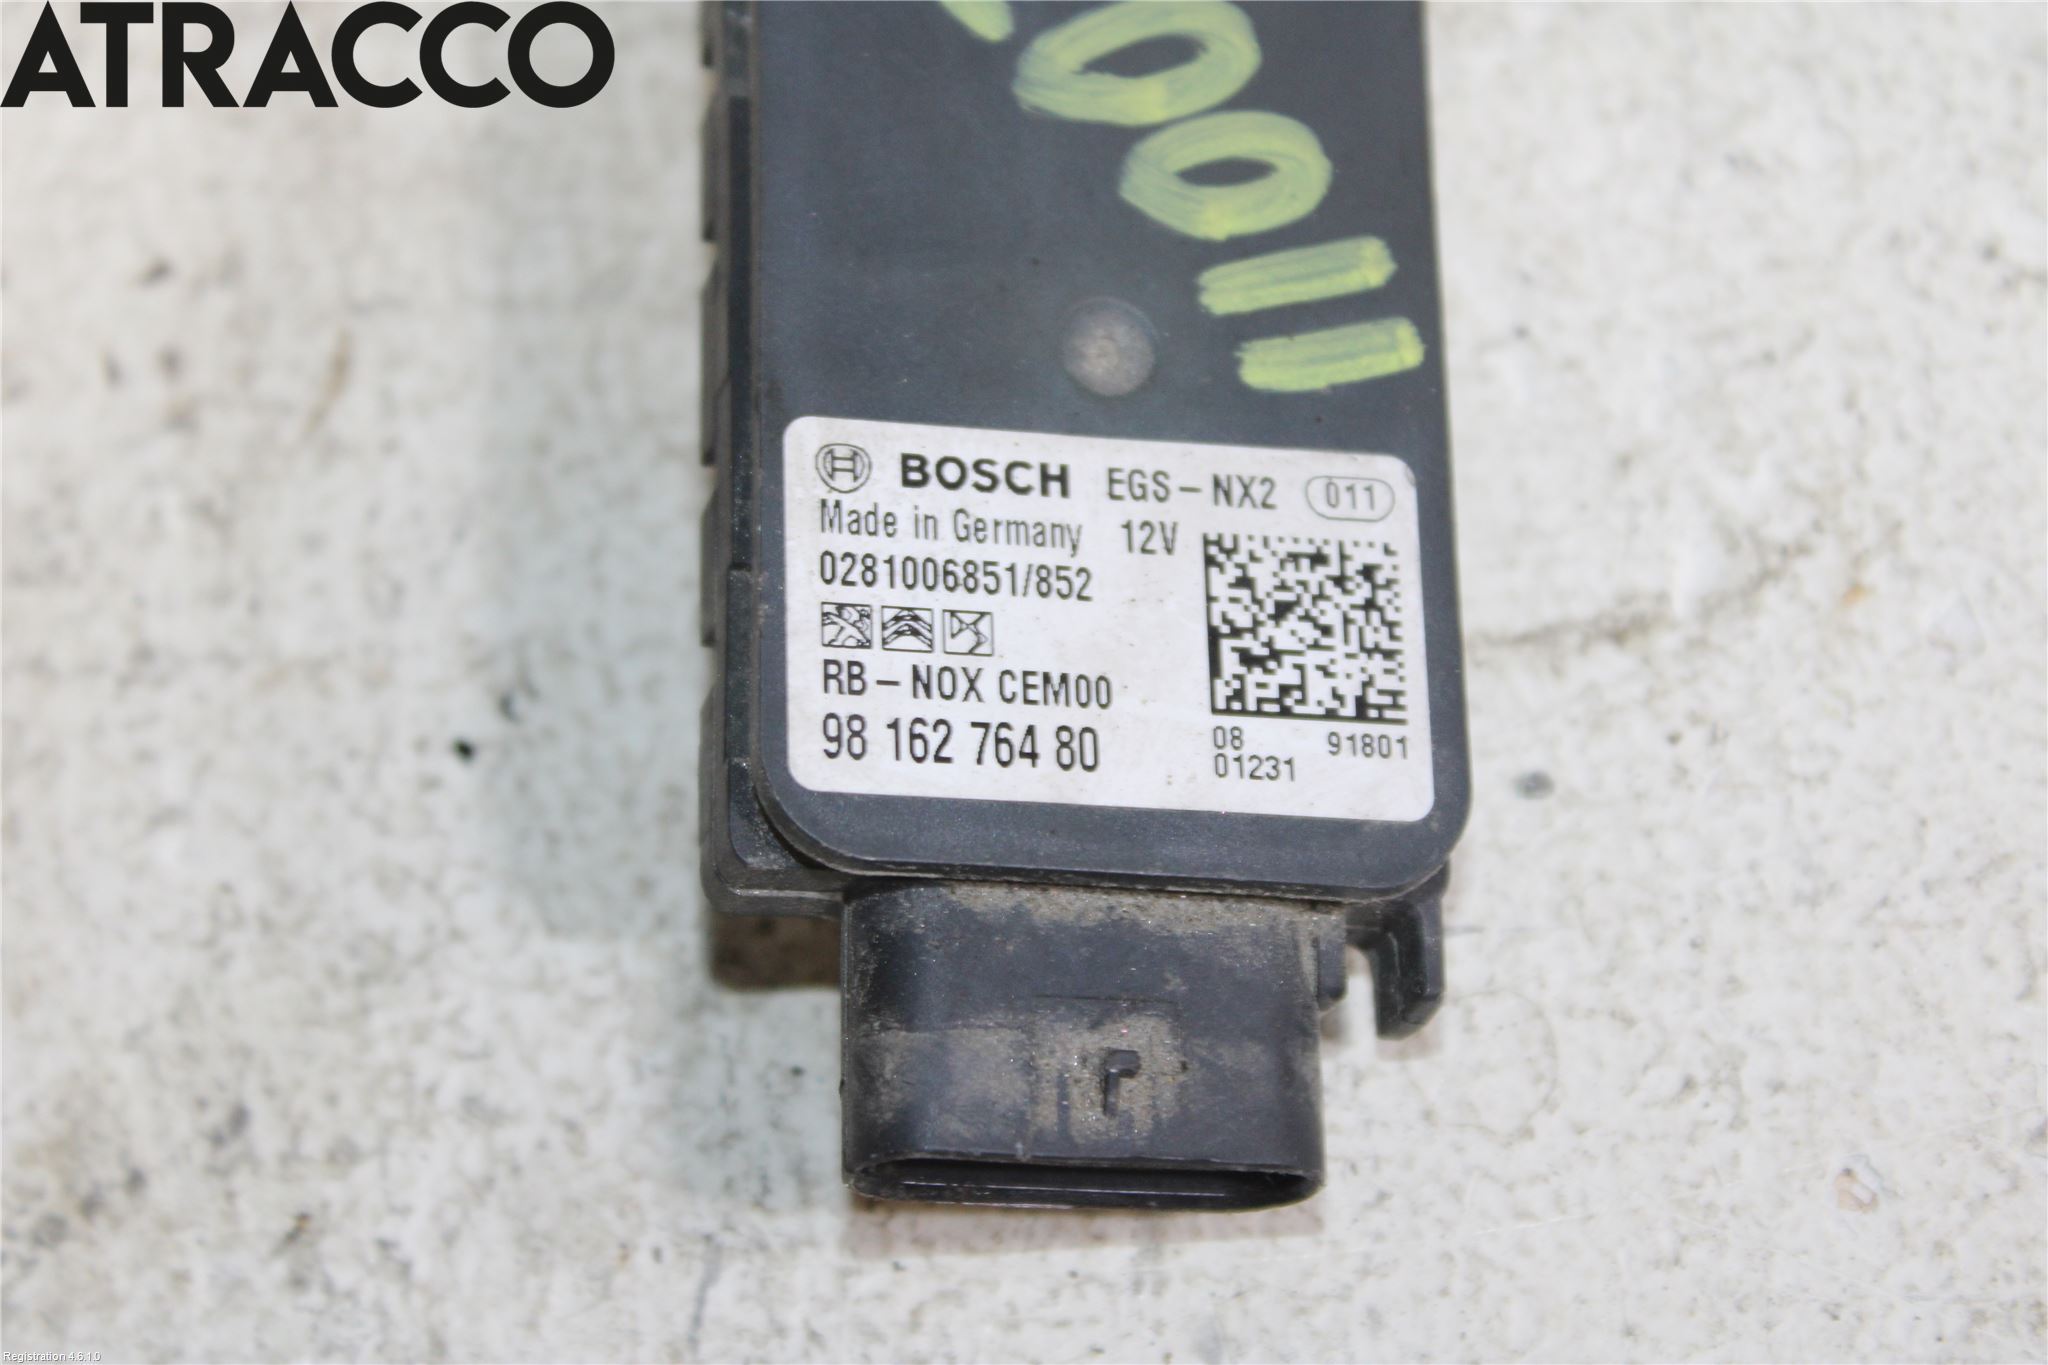 ATRACCO
0011
BOSCH EGS-NX2 011
Made in Germany 12V
0281006851/852
RB-NOX CEM00
98 162 764 80
08 91801
01231
Registration 4.6.1.0